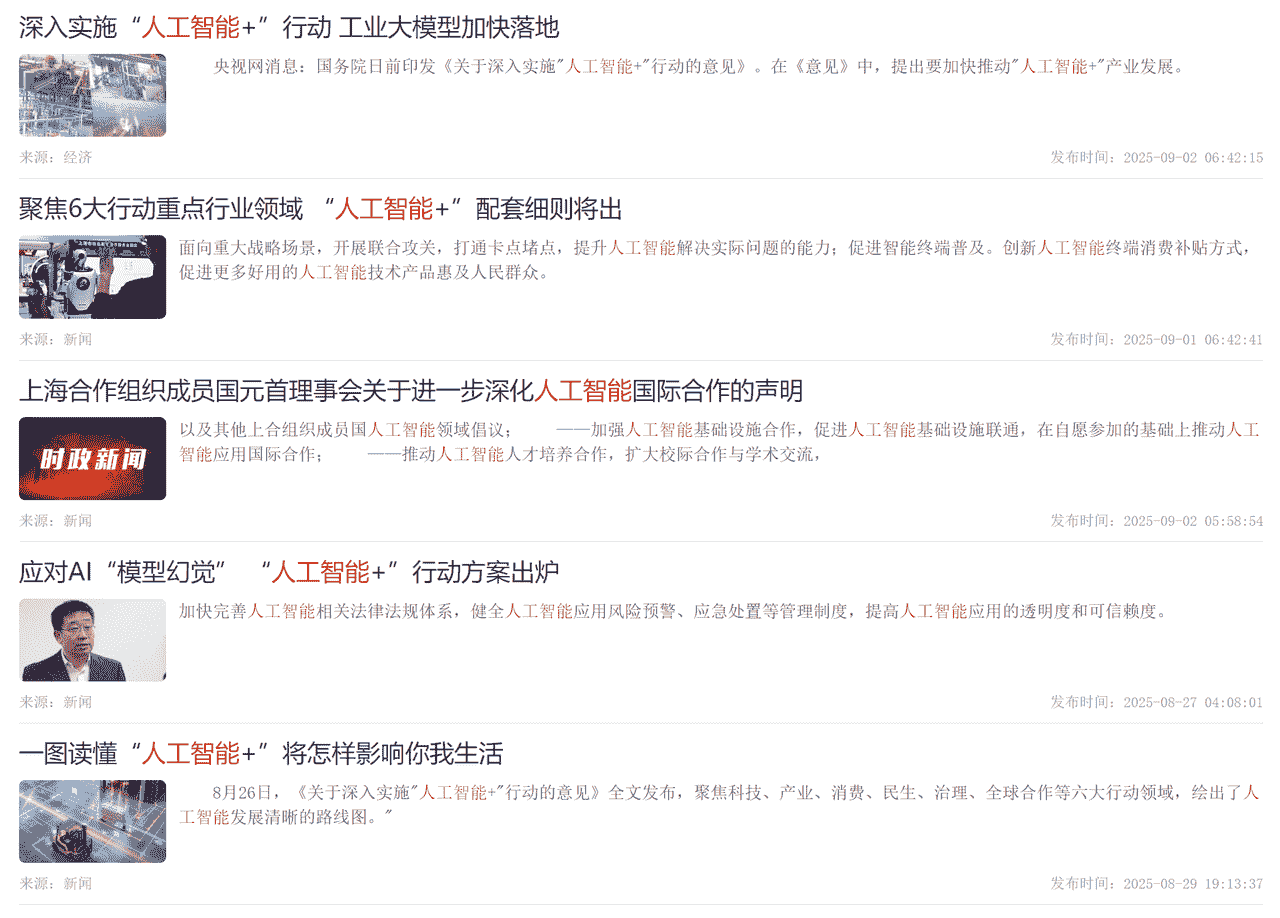 深入实施“人工智能+”行动 工业大模型加快落地
央视网消息：国务院日前印发《关于深入实施"人工智能+"行动的意见》。在《意见》中，提出要加快推动"人工智能+"产业发展。
来源：经济 发布时间：2025-09-02 06:42:15
聚焦6大行动重点行业领域 “人工智能+”配套细则将出
面向重大战略场景，开展联合攻关，打通卡点堵点，提升人工智能解决实际问题的能力；促进智能终端普及。创新人工智能终端消费补贴方式，
促进更多好用的人工智能技术产品惠及人民群众。
来源：新闻 发布时间：2025-09-01 06:42:41
上海合作组织成员国元首理事会关于进一步深化人工智能国际合作的声明
以及其他上合组织成员国人工智能领域倡议； ——加强人工智能基础设施合作，促进人工智能基础设施联通，在自愿参加的基础上推动人工
智能应用国际合作； ——推动人工智能人才培养合作，扩大校际合作与学术交流，
时政新闻
来源：新闻 发布时间：2025-09-02 05:58:54
应对AI“模型幻觉” “人工智能+”行动方案出炉
加快完善人工智能相关法律法规体系，健全人工智能应用风险预警、应急处置等管理制度，提高人工智能应用的透明度和可信赖度。
来源：新闻 发布时间：2025-08-27 04:08:01
一图读懂“人工智能+”将怎样影响你我生活
8月26日，《关于深入实施"人工智能+"行动的意见》全文发布，聚焦科技、产业、消费、民生、治理、全球合作等六大行动领域，绘出了人
工智能发展清晰的路线图。"
来源：新闻 发布时间：2025-08-29 19:13:37